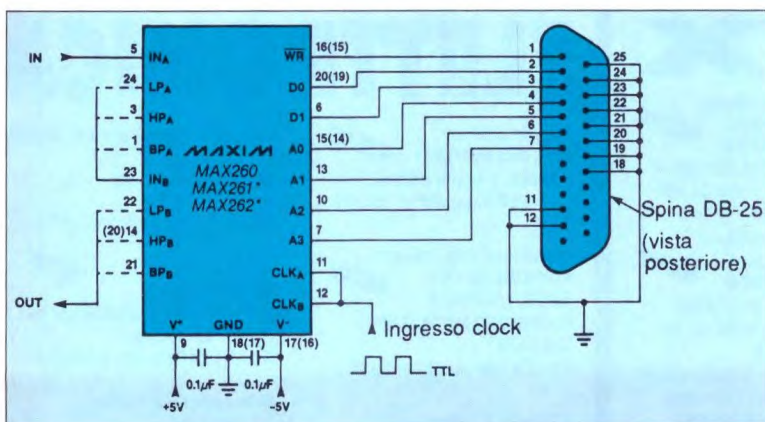 IN
5 INA
24 LPA
3 HPA
1 BPA
23 INB
22 LPB
(20)14 HPB
21 BPB
OUT
MAXIM
MAX260
MAX261*
MAX262*
WR 16(15)
D0 20(19)
D1 6
A0 15(14)
A1 13
A2 10
A3 7
CLKA 11
CLKB 12
V+ GND V-
9 18(17) 17(16)
0.1µF 0.1µF
+5V -5V
Ingresso clock
TTL
1
2
3
4
5
6
7
11
12
25
24
23
22
21
20
19
18
Spina DB-25
(vista
posteriore)